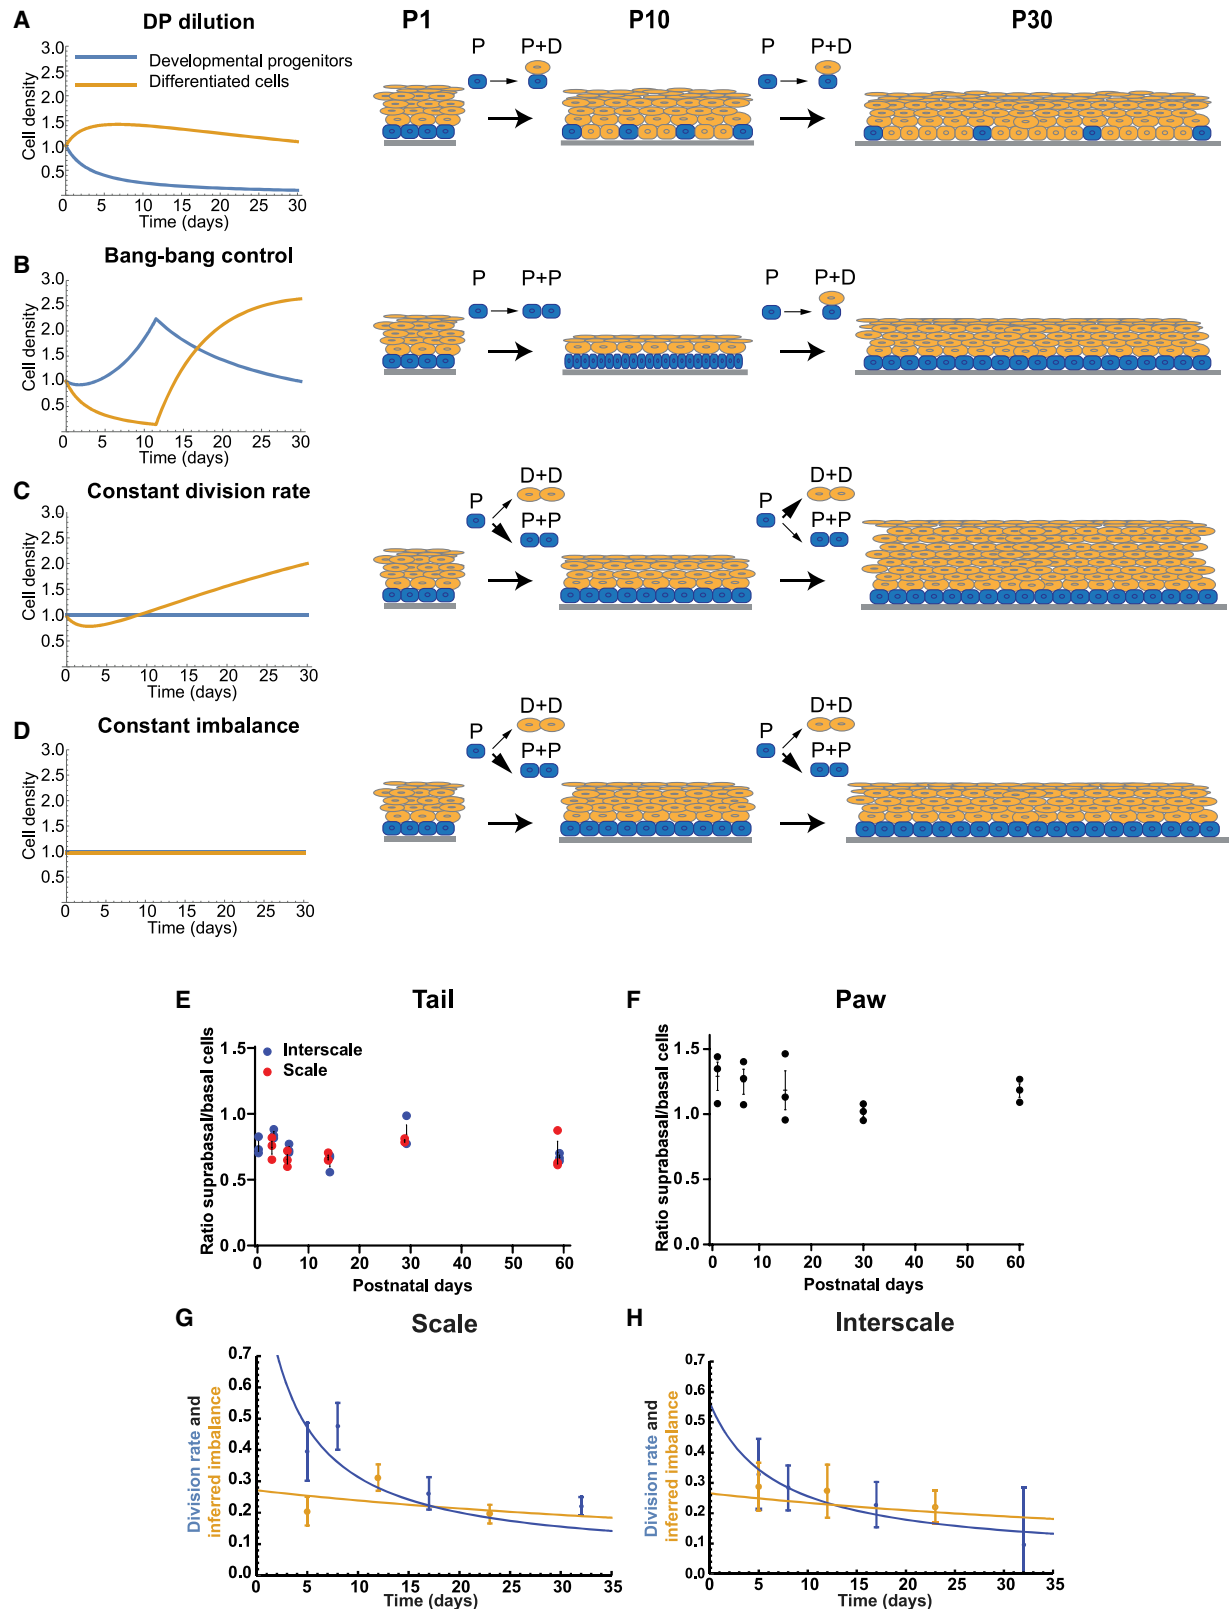 A
DP dilution
P1
P10
P30
Developmental progenitors
Differentiated cells
Cell density
3.0
2.5
2.0
1.5
1.0
0.5
0 5 10 15 20 25 30
Time (days)
P P+D
P P+D
B
Bang-bang control
Cell density
3.0
2.5
2.0
1.5
1.0
0.5
0 5 10 15 20 25 30
Time (days)
P P+P
P P+D
C
Constant division rate
Cell density
3.0
2.5
2.0
1.5
1.0
0.5
0 5 10 15 20 25 30
Time (days)
D+D
P
P+P
D+D
P
P+P
D
Constant imbalance
Cell density
3.0
2.5
2.0
1.5
1.0
0.5
0 5 10 15 20 25 30
Time (days)
D+D
P
P+P
D+D
P
P+P
E
Tail
Ratio suprabasal/basal cells
1.5
1.0
0.5
0.0
Interscale
Scale
0 10 20 30 40 50 60
Postnatal days
F
Paw
Ratio suprabasal/basal cells
1.5
1.0
0.5
0.0
0 10 20 30 40 50 60
Postnatal days
G
Scale
Division rate and
inferred imbalance
0.7
0.6
0.5
0.4
0.3
0.2
0.1
0.0
0 5 10 15 20 25 30 35
Time (days)
H
Interscale
Division rate and
inferred imbalance
0.7
0.6
0.5
0.4
0.3
0.2
0.1
0.0
0 5 10 15 20 25 30 35
Time (days)